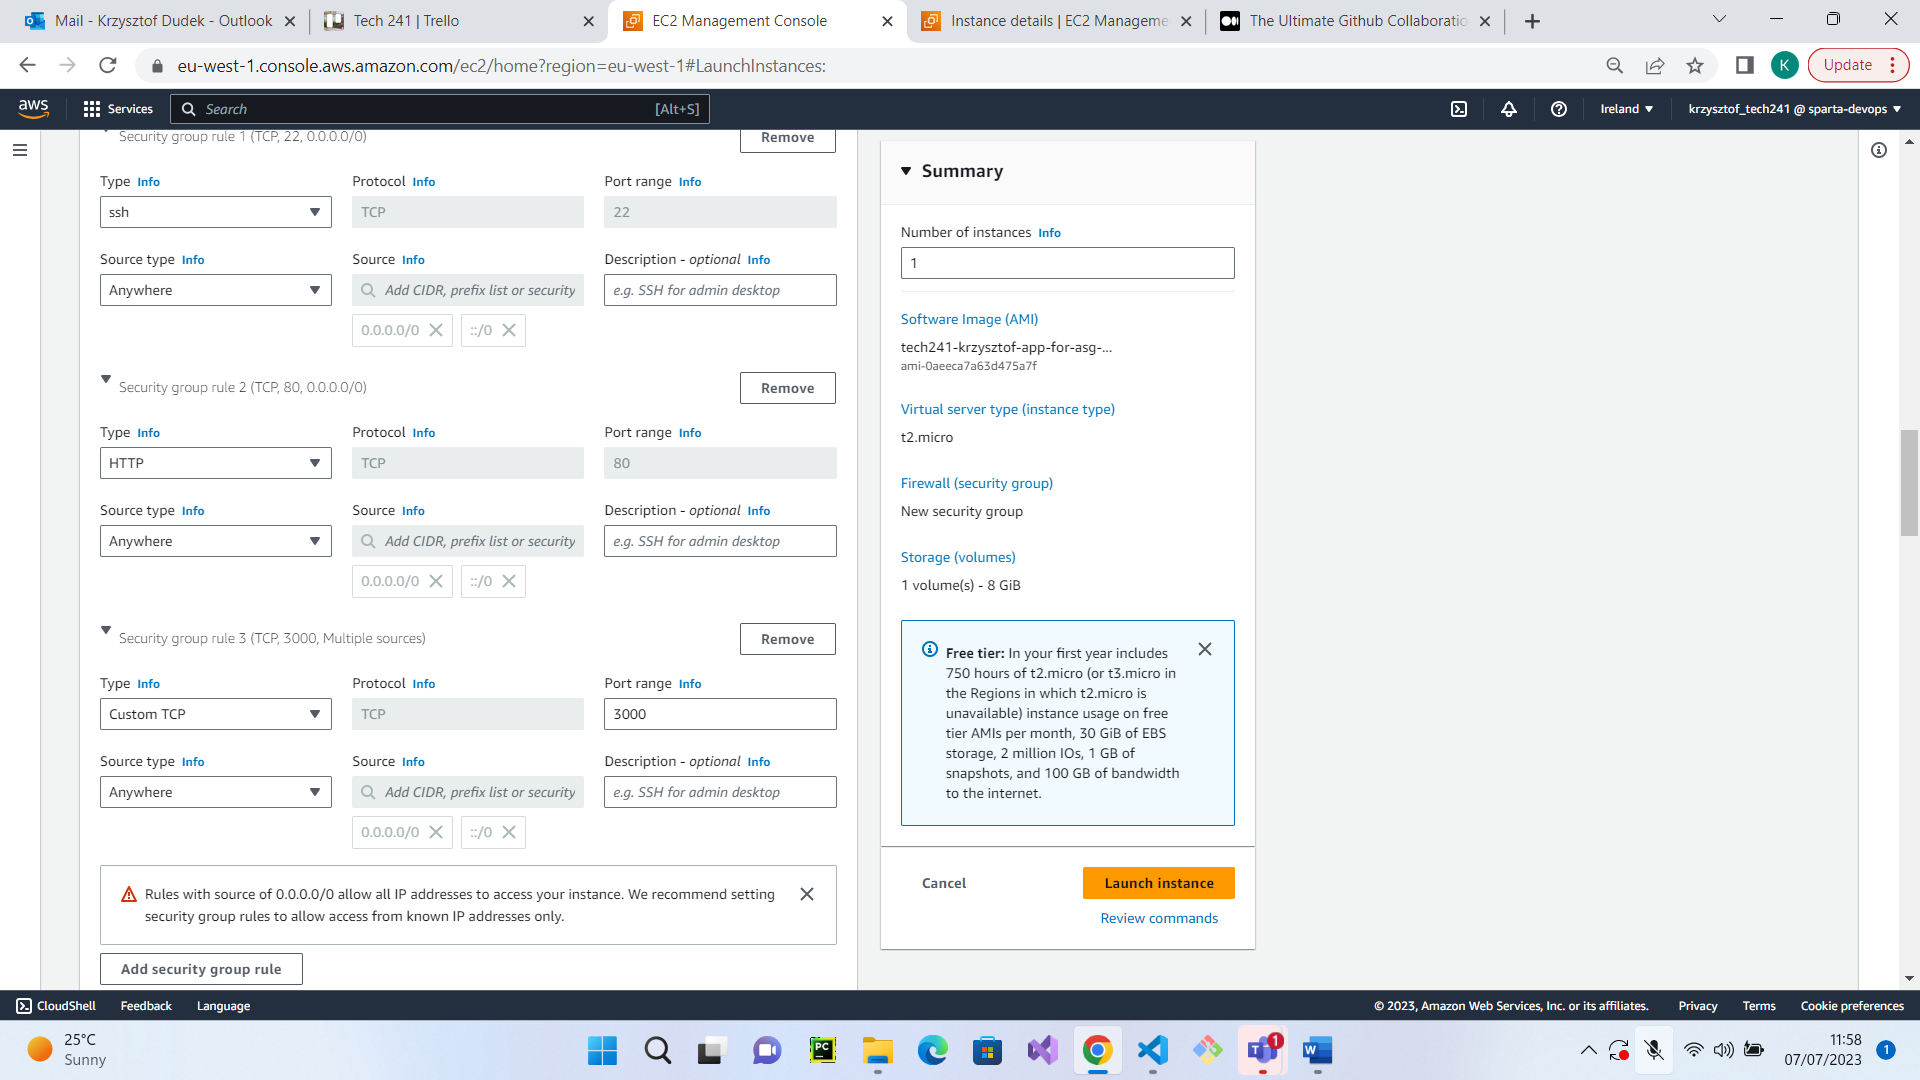 Mail - Krzysztof Dudek - Outlook
Tech 241 | Trello
EC2 Management Console
Instance details | EC2 Manageme
The Ultimate Github Collaboratio
eu-west-1.console.aws.amazon.com/ec2/home?region=eu-west-1#LaunchInstances:
K
Update
aws
Services
Search
[Alt+S]
Ireland
krzysztof_tech241 @ sparta-devops
Security group rule 1 (TCP, 22, 0.0.0.0/0)
Remove
Type Info
Protocol Info
Port range Info
ssh
TCP
22
Source type Info
Source Info
Description - optional Info
Anywhere
Add CIDR, prefix list or security
e.g. SSH for admin desktop
0.0.0.0/0
::/0
Security group rule 2 (TCP, 80, 0.0.0.0/0)
Remove
Type Info
Protocol Info
Port range Info
HTTP
TCP
80
Source type Info
Source Info
Description - optional Info
Anywhere
Add CIDR, prefix list or security
e.g. SSH for admin desktop
0.0.0.0/0
::/0
Security group rule 3 (TCP, 3000, Multiple sources)
Remove
Type Info
Protocol Info
Port range Info
Custom TCP
TCP
3000
Source type Info
Source Info
Description - optional Info
Anywhere
Add CIDR, prefix list or security
e.g. SSH for admin desktop
0.0.0.0/0
::/0
Rules with source of 0.0.0.0/0 allow all IP addresses to access your instance. We recommend setting
security group rules to allow access from known IP addresses only.
Add security group rule
Summary
Number of instances Info
1
Software Image (AMI)
tech241-krzysztof-app-for-asg-...
ami-0aeeca7a63d475a7f
Virtual server type (instance type)
t2.micro
Firewall (security group)
New security group
Storage (volumes)
1 volume(s) - 8 GiB
Free tier: In your first year includes
750 hours of t2.micro (or t3.micro in
the Regions in which t2.micro is
unavailable) instance usage on free
tier AMIs per month, 30 GiB of EBS
storage, 2 million IOs, 1 GB of
snapshots, and 100 GB of bandwidth
to the internet.
Cancel
Launch instance
Review commands
CloudShell
Feedback
Language
© 2023, Amazon Web Services, Inc. or its affiliates.
Privacy
Terms
Cookie preferences
25°C
Sunny
PC
T
1
W
11:58
07/07/2023
1